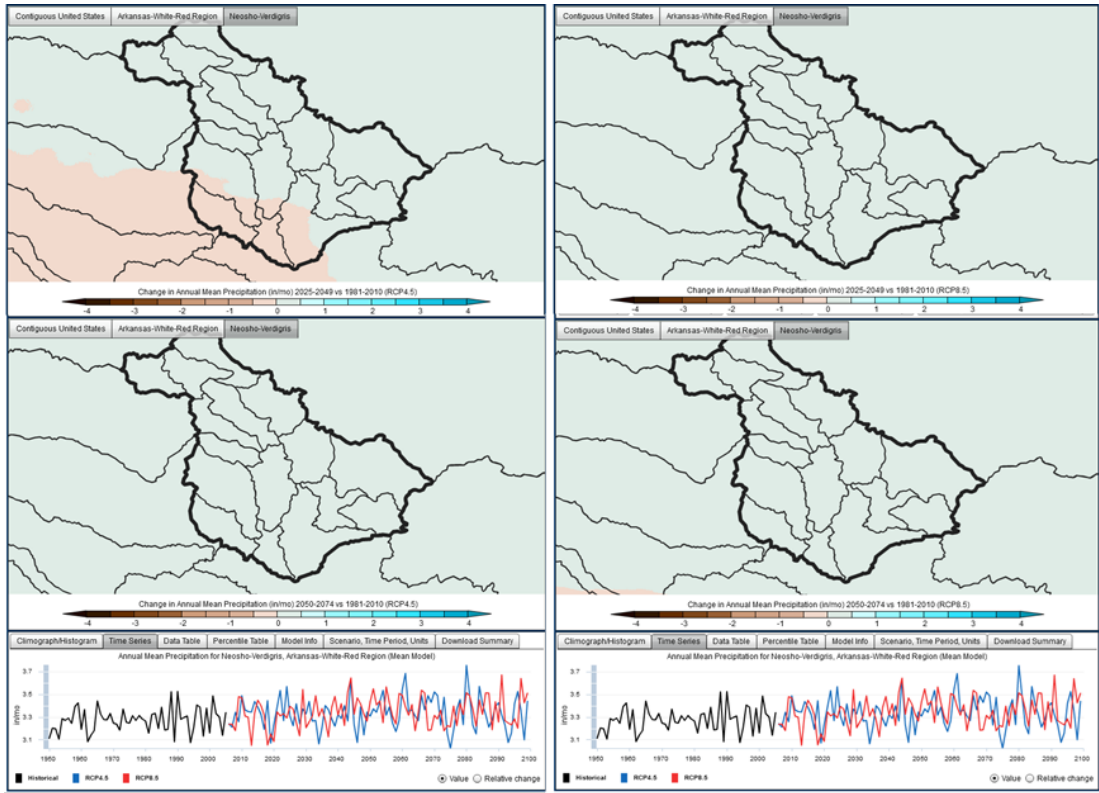 Contiguous United States Arkansas-White-Red Region Neosho-Verdigris
Change in Annual Mean Precipitation (in/mo) 2025-2049 vs 1981-2010 (RCP4.5)
-4 -3 -2 -1 0 1 2 3 4
Contiguous United States Arkansas-White-Red Region Neosho-Verdigris
Change in Annual Mean Precipitation (in/mo) 2025-2049 vs 1981-2010 (RCP8.5)
-4 -3 -2 -1 0 1 2 3 4
Contiguous United States Arkansas-White-Red Region Neosho-Verdigris
Change in Annual Mean Precipitation (in/mo) 2050-2074 vs 1981-2010 (RCP4.5)
-4 -3 -2 -1 0 1 2 3 4
Contiguous United States Arkansas-White-Red Region Neosho-Verdigris
Change in Annual Mean Precipitation (in/mo) 2050-2074 vs 1981-2010 (RCP8.5)
-4 -3 -2 -1 0 1 2 3 4
Climograph/Histogram Time Series Data Table Percentile Table Model Info Scenario, Time Period, Units Download Summary
Annual Mean Precipitation for Neosho-Verdigris, Arkansas-White-Red Region (Mean Model)
3.7
3.5
3.3
3.1
in/mo
1950 1960 1970 1980 1990 2000 2010 2020 2030 2040 2050 2060 2070 2080 2090 2100
Historical RCP4.5 RCP8.5 Value Relative change
Climograph/Histogram Time Series Data Table Percentile Table Model Info Scenario, Time Period, Units Download Summary
Annual Mean Precipitation for Neosho-Verdigris, Arkansas-White-Red Region (Mean Model)
3.7
3.5
3.3
3.1
in/mo
1950 1960 1970 1980 1990 2000 2010 2020 2030 2040 2050 2060 2070 2080 2090 2100
Historical RCP4.5 RCP8.5 Value Relative change